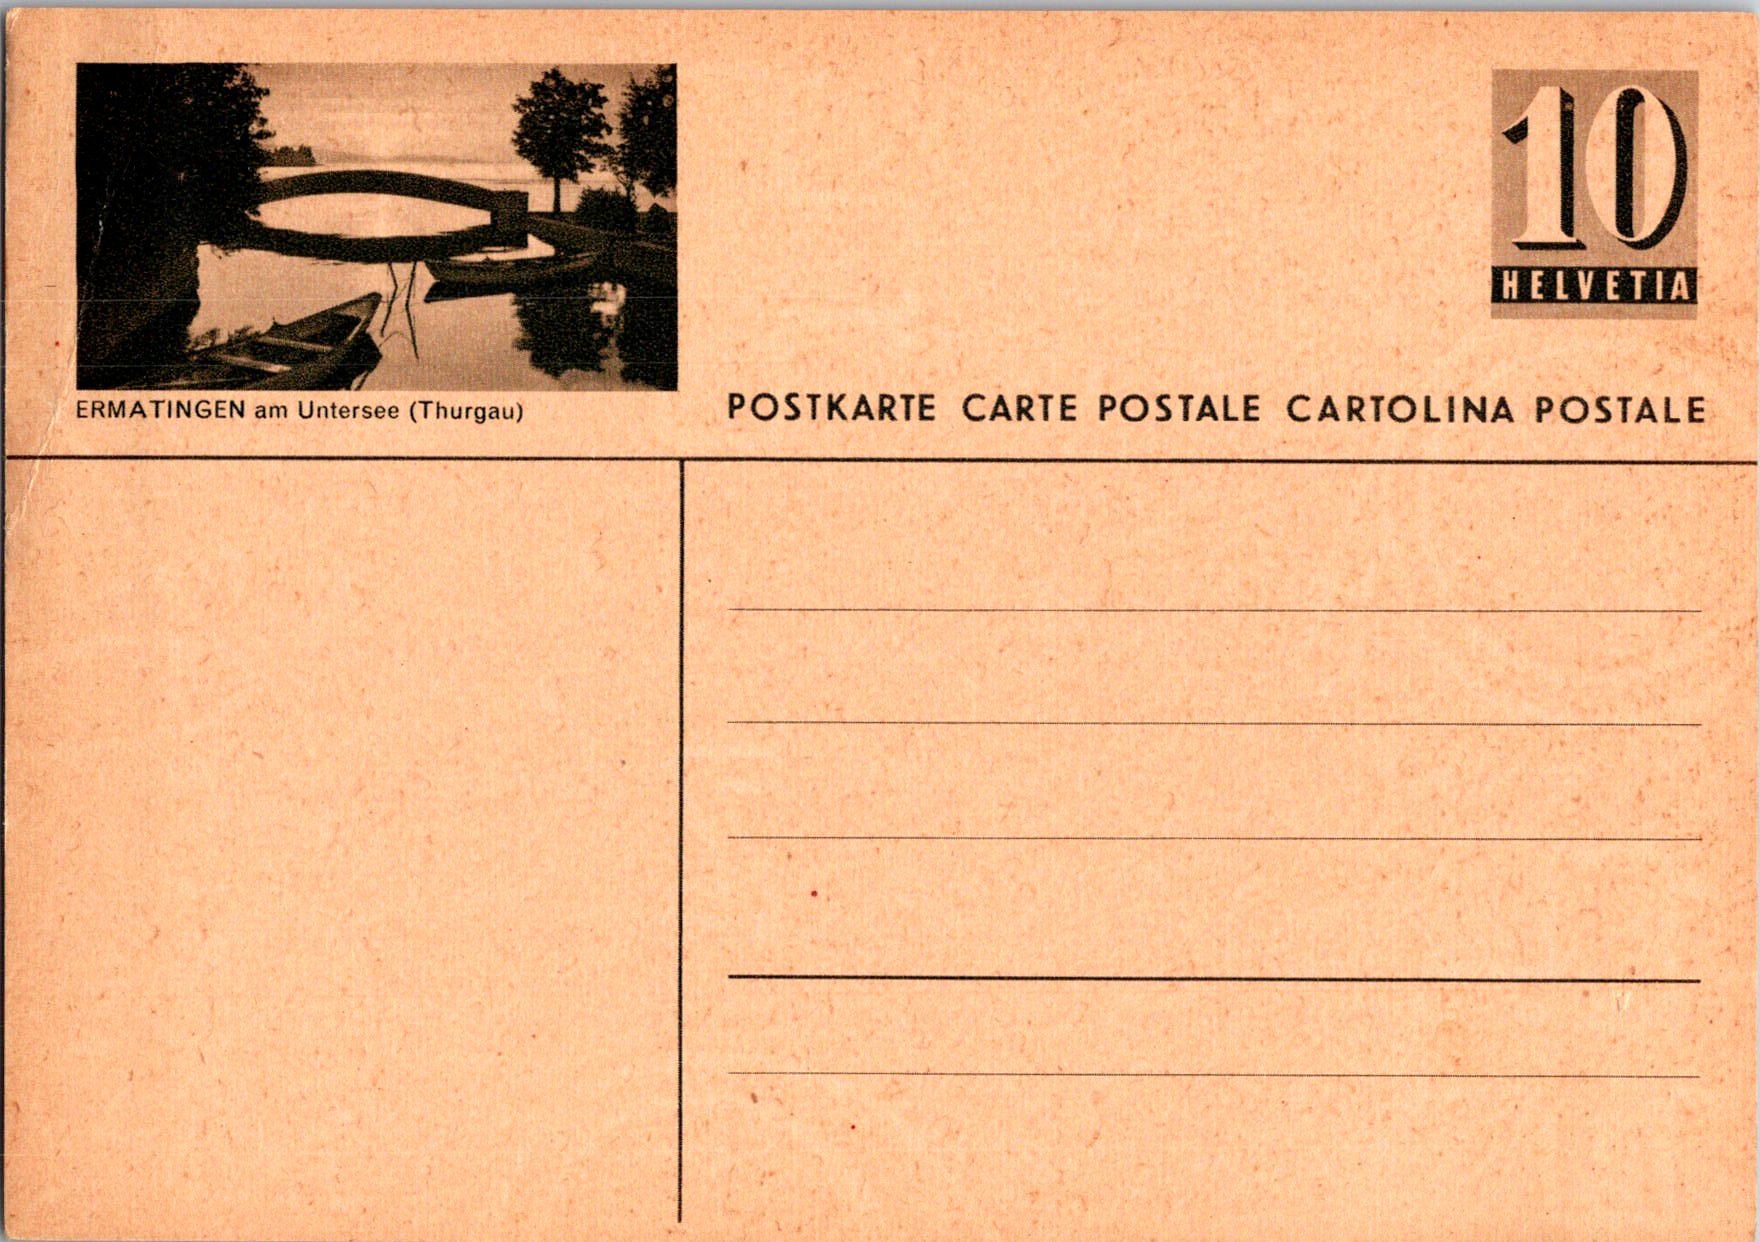 10
HELVETIA
ERMATINGEN am Untersee (Thurgau)
POSTKARTE CARTE POSTALE CARTOLINA POSTALE